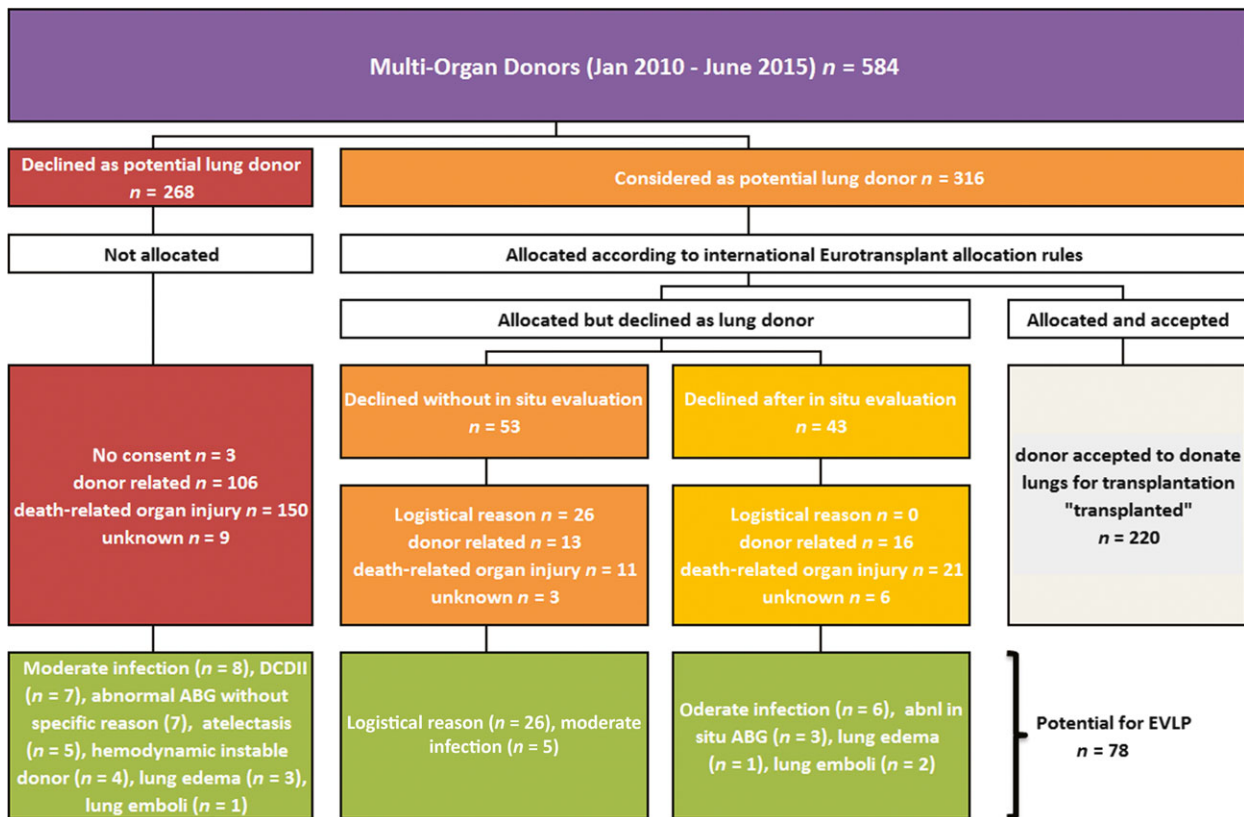 Multi-Organ Donors (Jan 2010 - June 2015) n = 584
Declined as potential lung donor
n = 268
Considered as potential lung donor n = 316
Not allocated
Allocated according to international Eurotransplant allocation rules
Allocated but declined as lung donor
Allocated and accepted
No consent n = 3
donor related n = 106
death-related organ injury n = 150
unknown n = 9
Declined without in situ evaluation
n = 53
Declined after in situ evaluation
n = 43
donor accepted to donate
lungs for transplantation
"transplanted"
n = 220
Logistical reason n = 26
donor related n = 13
death-related organ injury n = 11
unknown n = 3
Logistical reason n = 0
donor related n = 16
death-related organ injury n = 21
unknown n = 6
Moderate infection (n = 8), DCDII
(n = 7), abnormal ABG without
specific reason (7), atelectasis
(n = 5), hemodynamic instable
donor (n = 4), lung edema (n = 3),
lung emboli (n = 1)
Logistical reason (n = 26), moderate
infection (n = 5)
Oderate infection (n = 6), abnl in
situ ABG (n = 3), lung edema
(n = 1), lung emboli (n = 2)
Potential for EVLP
n = 78